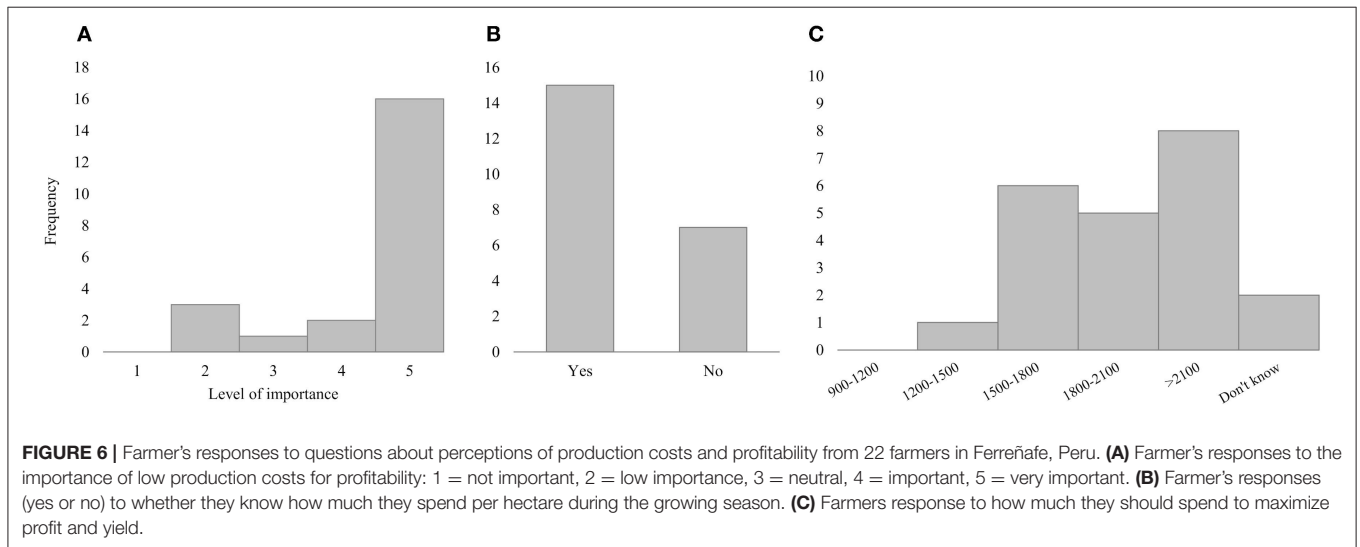 A
B
C
18
16
14
12
10
8
6
4
2
0
Frequency
1 2 3 4 5
Level of importance
16
14
12
10
8
6
4
2
0
Yes No
10
9
8
7
6
5
4
3
2
1
0
900-1200 1200-1500 1500-1800 1800-2100 >2100 Don't know
FIGURE 6 | Farmer's responses to questions about perceptions of production costs and profitability from 22 farmers in Ferreñafe, Peru. (A) Farmer's responses to the
importance of low production costs for profitability: 1 = not important, 2 = low importance, 3 = neutral, 4 = important, 5 = very important. (B) Farmer's responses
(yes or no) to whether they know how much they spend per hectare during the growing season. (C) Farmers response to how much they should spend to maximize
profit and yield.